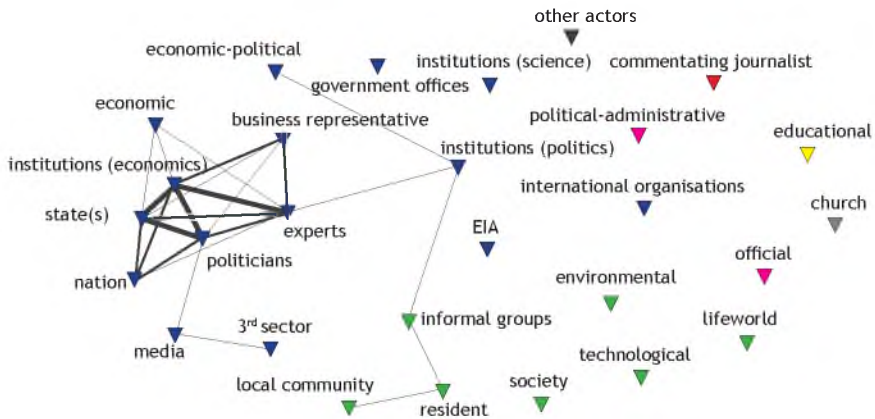 other actors
economic-political
institutions (science)
commentating journalist
government offices
economic
business representative
political-administrative
educational
institutions (economics)
institutions (politics)
international organisations
state(s)
church
experts
EIA
politicians
official
nation
environmental
3rd sector
informal groups
lifeworld
media
technological
local community
society
resident